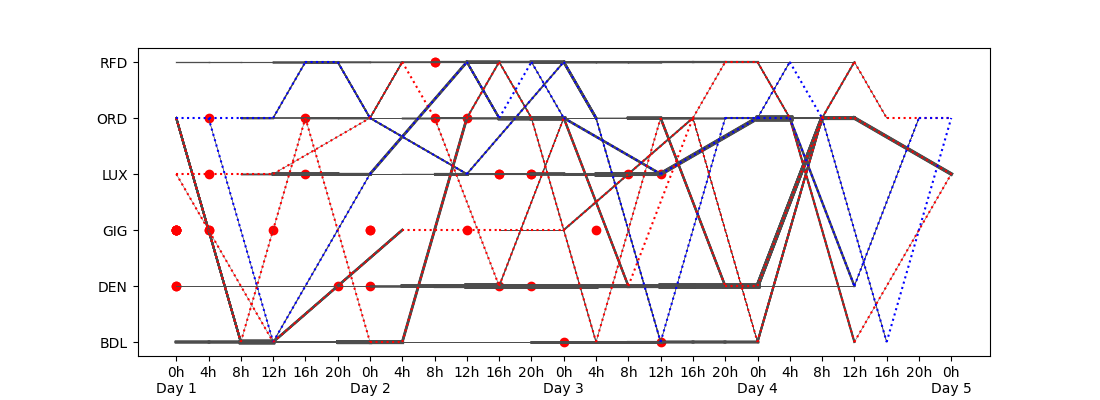 RFD
ORD
LUX
GIG
DEN
BDL
0h 4h 8h 12h 16h 20h 0h 4h 8h 12h 16h 20h 0h 4h 8h 12h 16h 20h 0h 4h 8h 12h 16h 20h 0h
Day 1 Day 2 Day 3 Day 4 Day 5